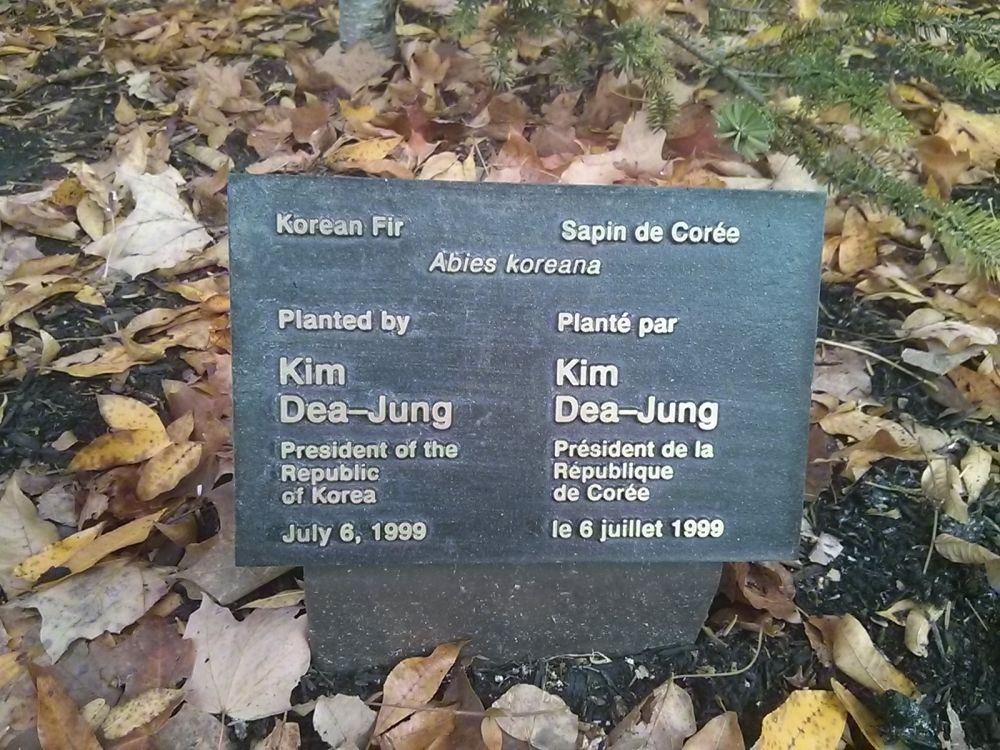 Korean Fir
Sapin de Corée
Abies koreana
Planted by
Kim
Dea–Jung
President of the
Republic
of Korea
July 6, 1999
Planté par
Kim
Dea–Jung
Président de la
République
de Corée
le 6 juillet 1999